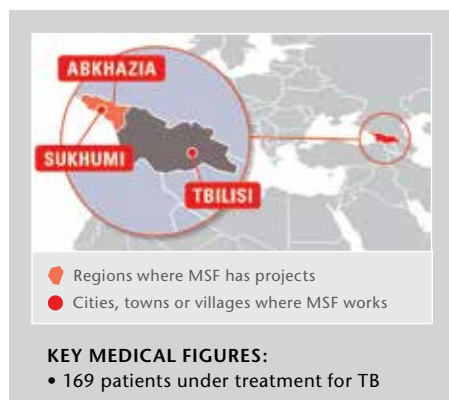 ABKHAZIA
SUKHUMI
TBILISI
Regions where MSF has projects
Cities, towns or villages where MSF works
KEY MEDICAL FIGURES:
• 169 patients under treatment for TB